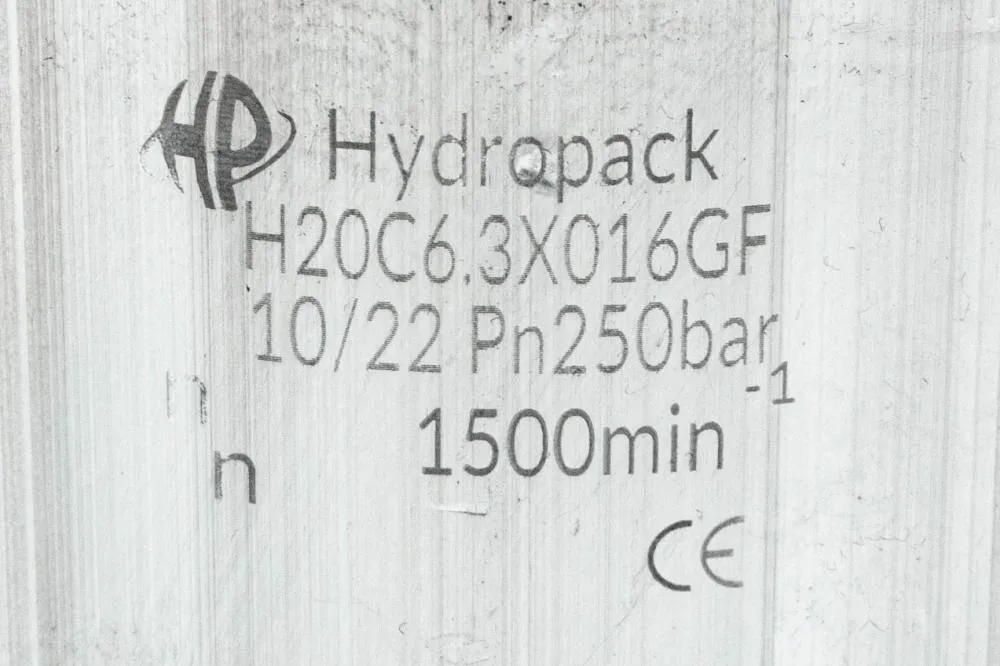 HP Hydropack
H20C6.3X016GF
10/22 Pn250bar
n 1500min-1
CE